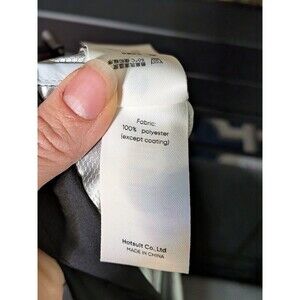 Fabric:
100% polyester
(except coating)
Hotsuit Co., Ltd.
MADE IN CHINA